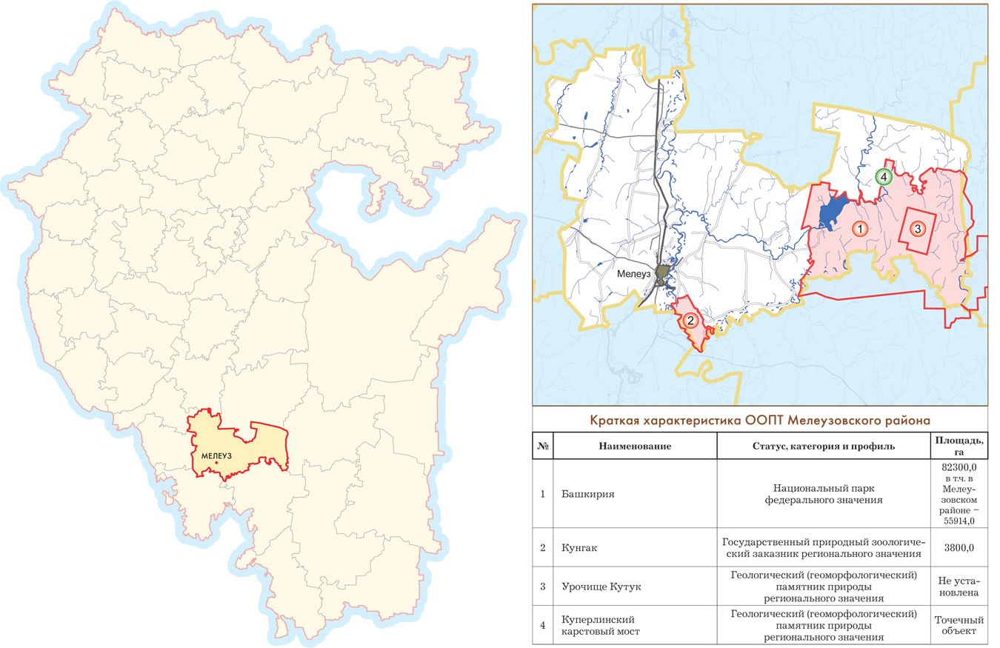 МЕЛЕУЗ
Мелеуз
1
2
3
4
Краткая характеристика ООПТ Мелеузовского района
№
Наименование
Статус, категория и профиль
Площадь,
га
1
Башкирия
Национальный парк
федерального значения
82300,0
в т.ч. в
Мелеу-
зовском
районе –
55914,0
2
Кунгак
Государственный природный зоологиче-
ский заказник регионального значения
3800,0
3
Урочище Кутук
Геологический (геоморфологический)
памятник природы
регионального значения
Не уста-
новлена
4
Куперлинский
карстовый мост
Геологический (геоморфологический)
памятник природы
регионального значения
Точечный
объект